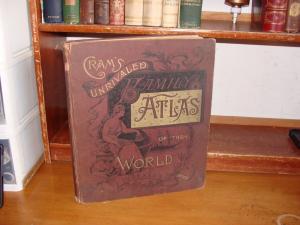 CRAM'S
UNRIVALED
FAMILY
ATLAS
OF THE
WORLD